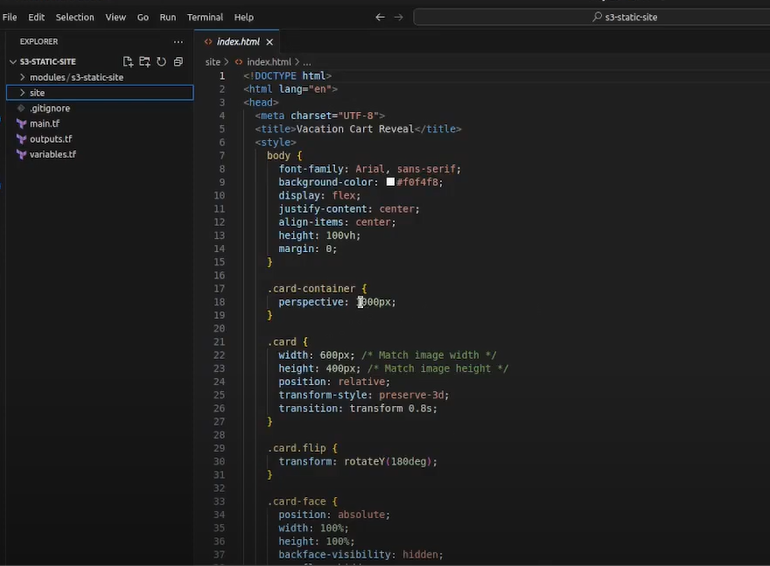 File Edit Selection View Go Run Terminal Help
s3-static-site
EXPLORER
S3-STATIC-SITE
modules / s3-static-site
site
.gitignore
main.tf
outputs.tf
variables.tf
index.html
site > index.html > ...
1 <!DOCTYPE html>
2 <html lang="en">
3 <head>
4 <meta charset="UTF-8">
5 <title>Vacation Cart Reveal</title>
6 <style>
7 body {
8 font-family: Arial, sans-serif;
9 background-color: #f0f4f8;
10 display: flex;
11 justify-content: center;
12 align-items: center;
13 height: 100vh;
14 margin: 0;
15 }
16
17 .card-container {
18 perspective: 1000px;
19 }
20
21 .card {
22 width: 600px; /* Match image width */
23 height: 400px; /* Match image height */
24 position: relative;
25 transform-style: preserve-3d;
26 transition: transform 0.8s;
27 }
28
29 .card.flip {
30 transform: rotateY(180deg);
31 }
32
33 .card-face {
34 position: absolute;
35 width: 100%;
36 height: 100%;
37 backface-visibility: hidden;